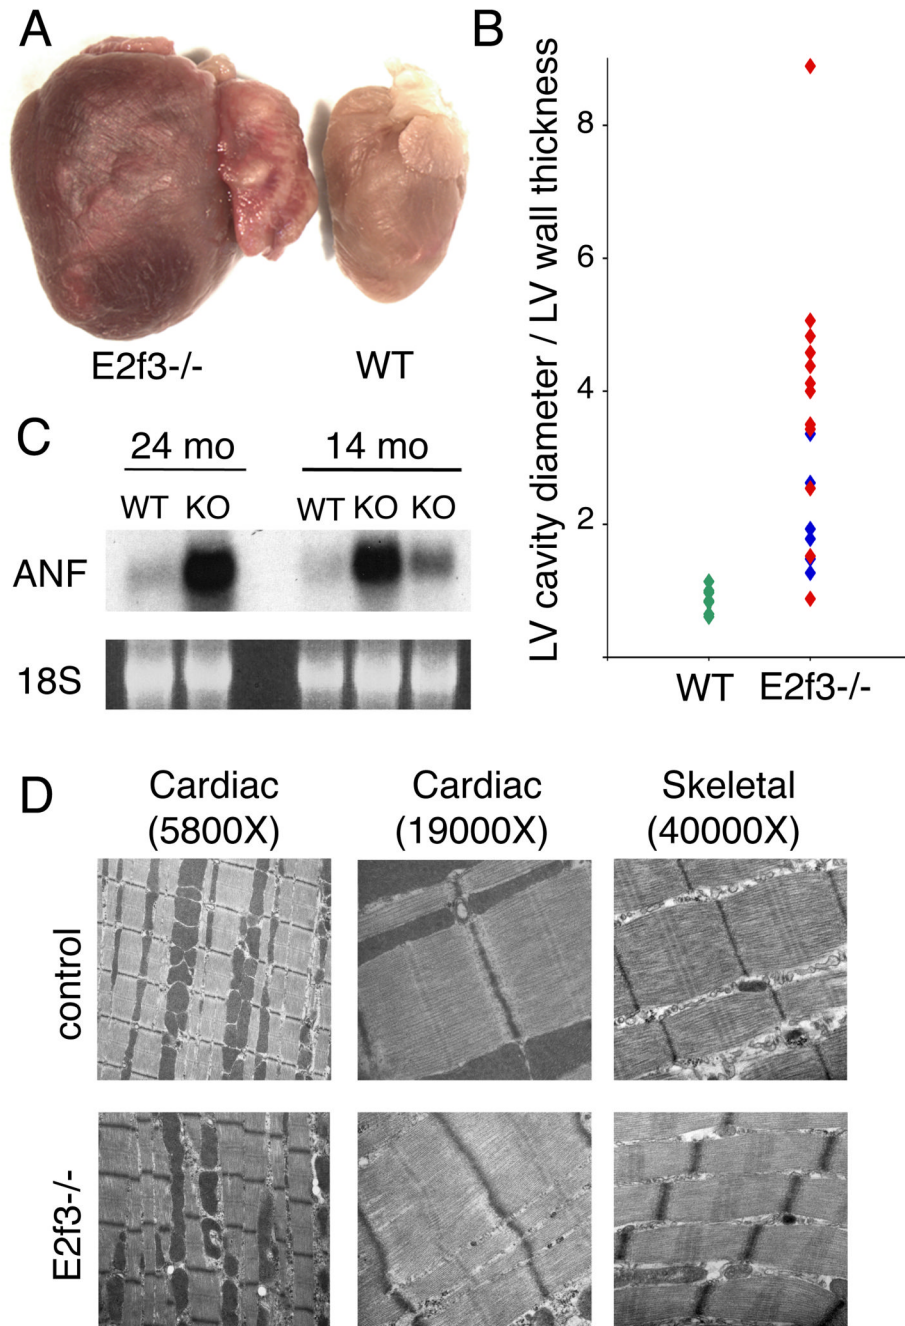 A
E2f3-/-
WT
B
LV cavity diameter / LV wall thickness
8
6
4
2
WT
E2f3-/-
C
24 mo
14 mo
WT
KO
WT
KO
KO
ANF
18S
D
Cardiac
(5800X)
Cardiac
(19000X)
Skeletal
(40000X)
control
E2f3-/-